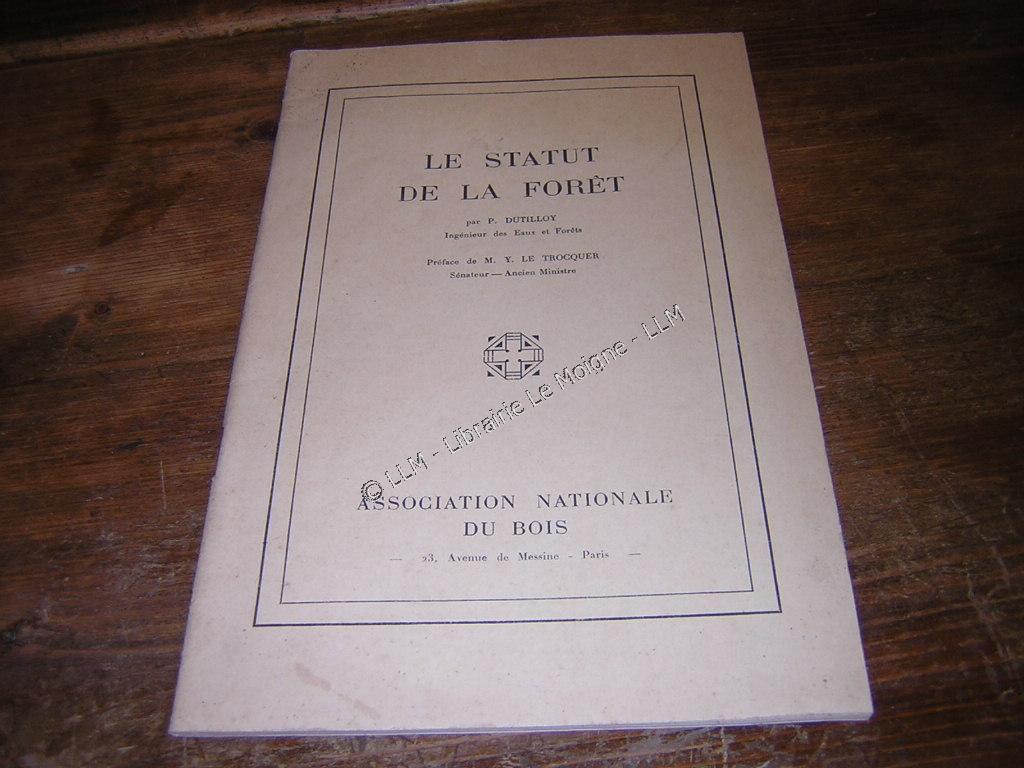 LE STATUT
DE LA FORÊT
par P. DUTILLOY
Ingénieur des Eaux et Forêts
Préface de M. Y. LE TROCQUER
Sénateur — Ancien Ministre
© LLM - Librairie Le Moigne - LLM
ASSOCIATION NATIONALE
DU BOIS
— 23, Avenue de Messine - Paris —